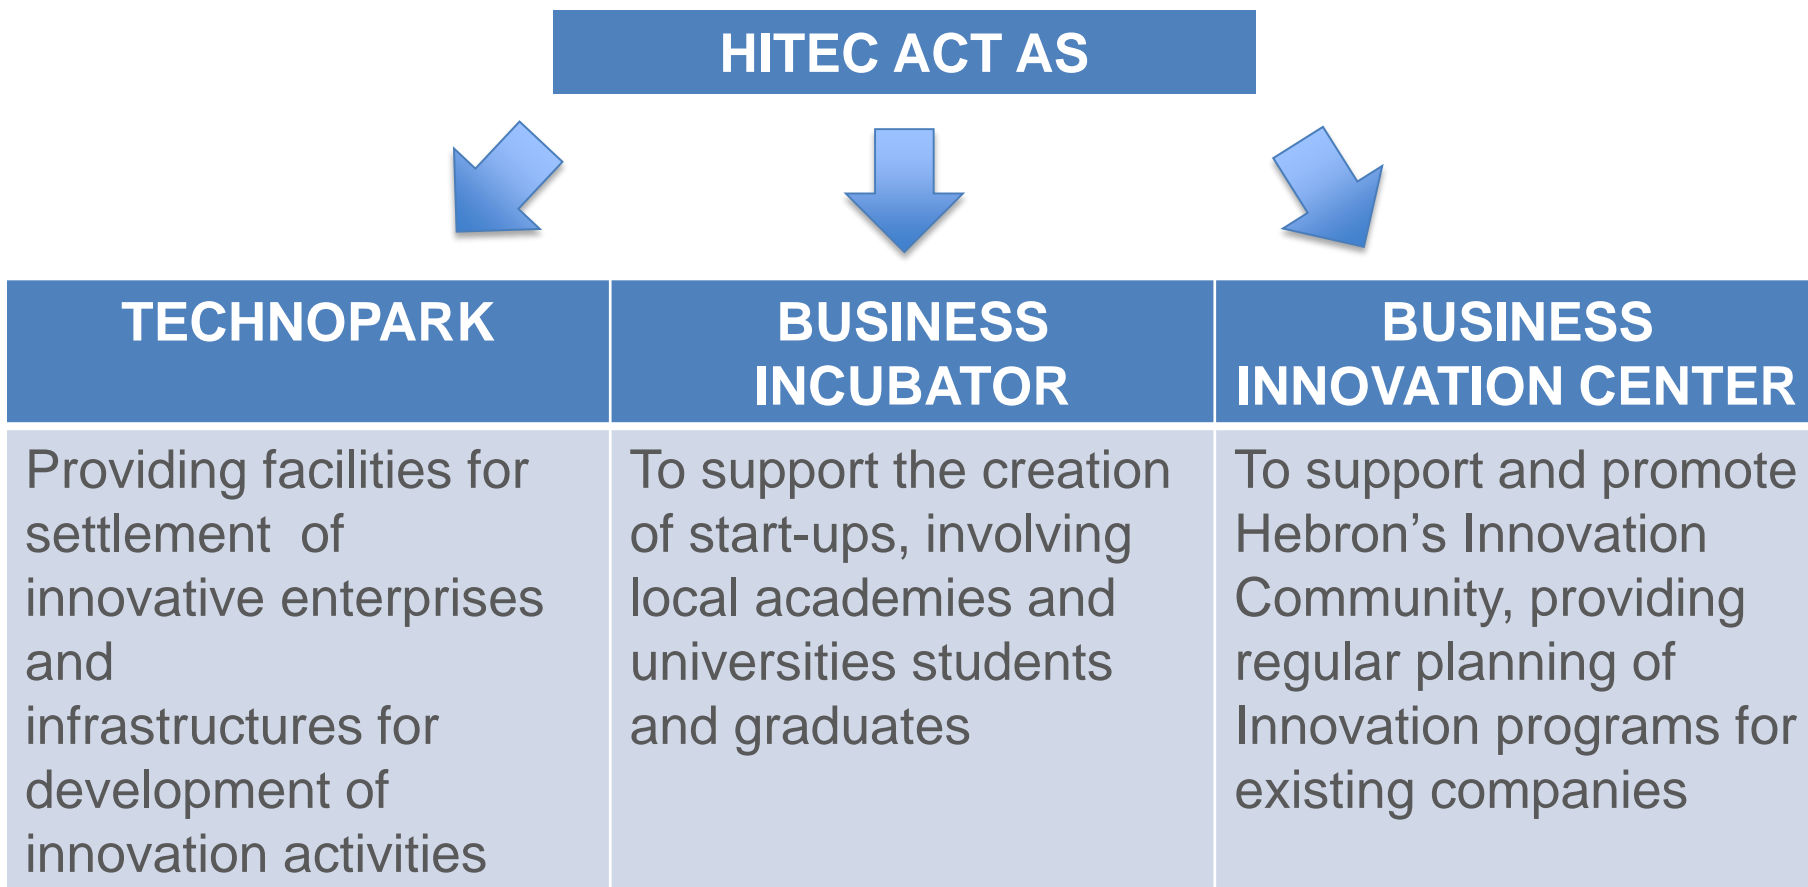 HITEC ACT AS
TECHNOPARK
BUSINESS
INCUBATOR
BUSINESS
INNOVATION CENTER
Providing facilities for
settlement  of
innovative enterprises
and
infrastructures for
development of
innovation activities
To support the creation
of start-ups, involving
local academies and
universities students
and graduates
To support and promote
Hebron’s Innovation
Community, providing
regular planning of
Innovation programs for
existing companies